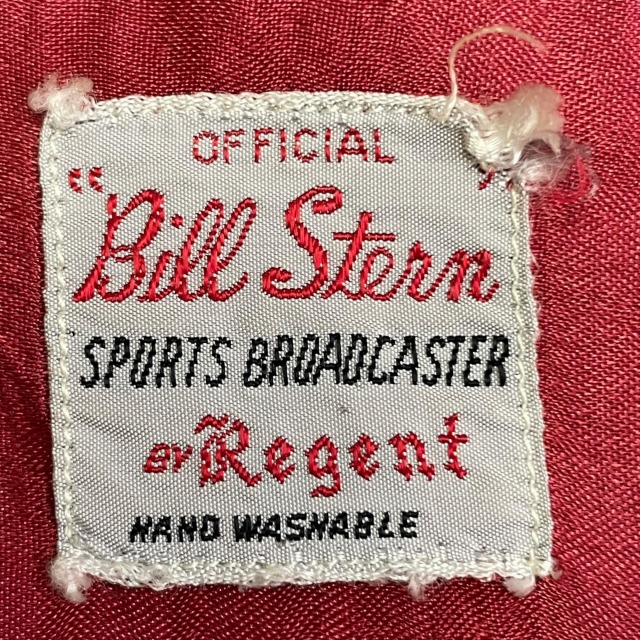 OFFICIAL
"Bill Stern"
SPORTS BROADCASTER
BY Regent
HAND WASHABLE